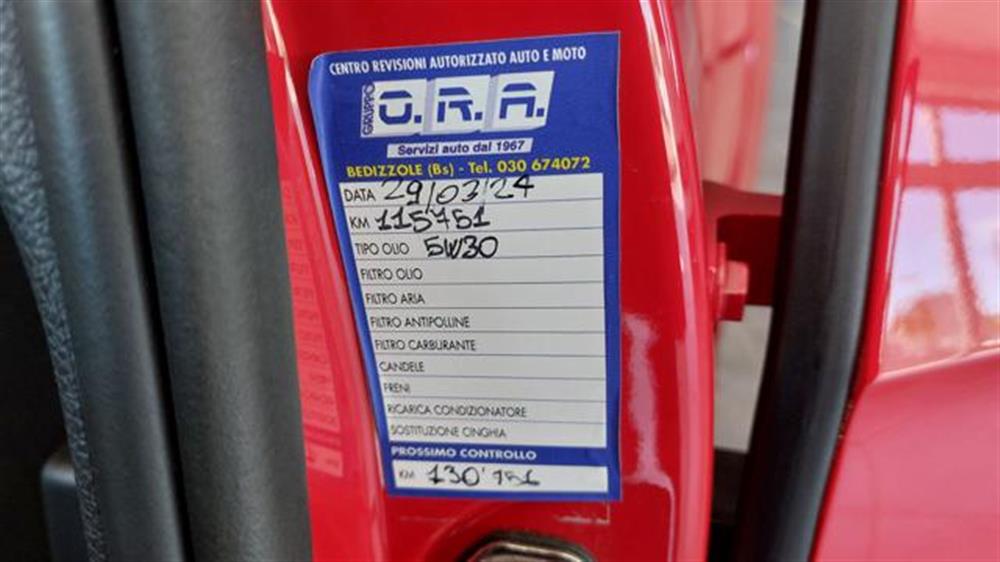 CENTRO REVISIONI AUTORIZZATO AUTO E MOTO
GRUPPO O.R.A.
Servizi auto dal 1967
BEDIZZOLE (Bs) - Tel. 030 674072
DATA 29/03/24
KM 115751
TIPO OLIO 5W30
FILTRO OLIO
FILTRO ARIA
FILTRO ANTIPOLLINE
FILTRO CARBURANTE
CANDELE
FRENI
RICARICA CONDIZIONATORE
SOSTITUZIONE CINGHIA
PROSSIMO CONTROLLO
KM 130'751